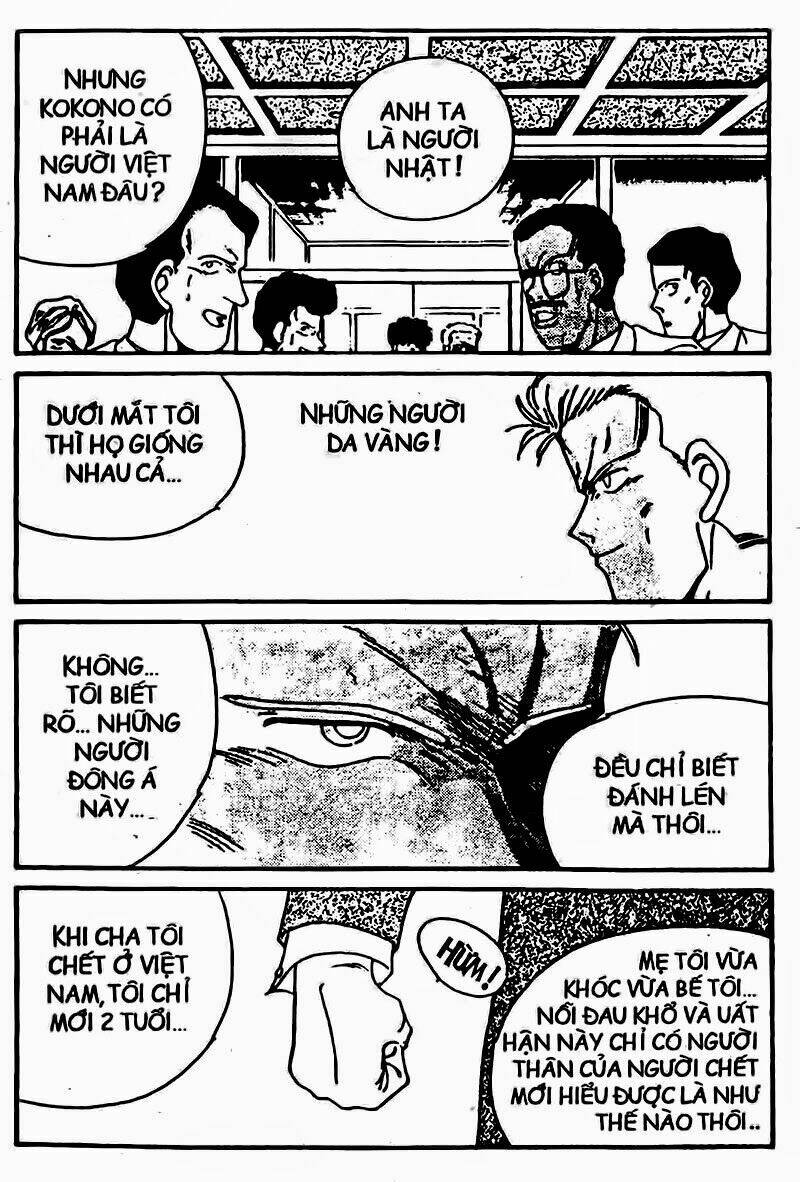 NHƯNG
KOKONO CÓ
PHẢI LÀ
NGƯỜI VIỆT
NAM ĐÂU?
ANH TA
LÀ NGƯỜI
NHẬT!
DƯỚI MẮT TÔI
THÌ HỌ GIỐNG
NHAU CẢ...
NHỮNG NGƯỜI
DA VÀNG!
KHÔNG...
TÔI BIẾT
RÕ... NHỮNG
NGƯỜI
ĐÔNG Á
NÀY...
ĐỀU CHỈ BIẾT
ĐÁNH LÉN
MÀ THÔI...
KHI CHA TÔI
CHẾT Ở VIỆT
NAM, TÔI CHỈ
MỚI 2 TUỔI...
HÙM!
MẸ TÔI VỪA
KHÓC VỪA BẾ TÔI...
NỖI ĐAU KHỔ VÀ UẤT
HẬN NÀY CHỈ CÓ NGƯỜI
THÂN CỦA NGƯỜI CHẾT
MỚI HIỂU ĐƯỢC LÀ NHƯ
THẾ NÀO THÔI..